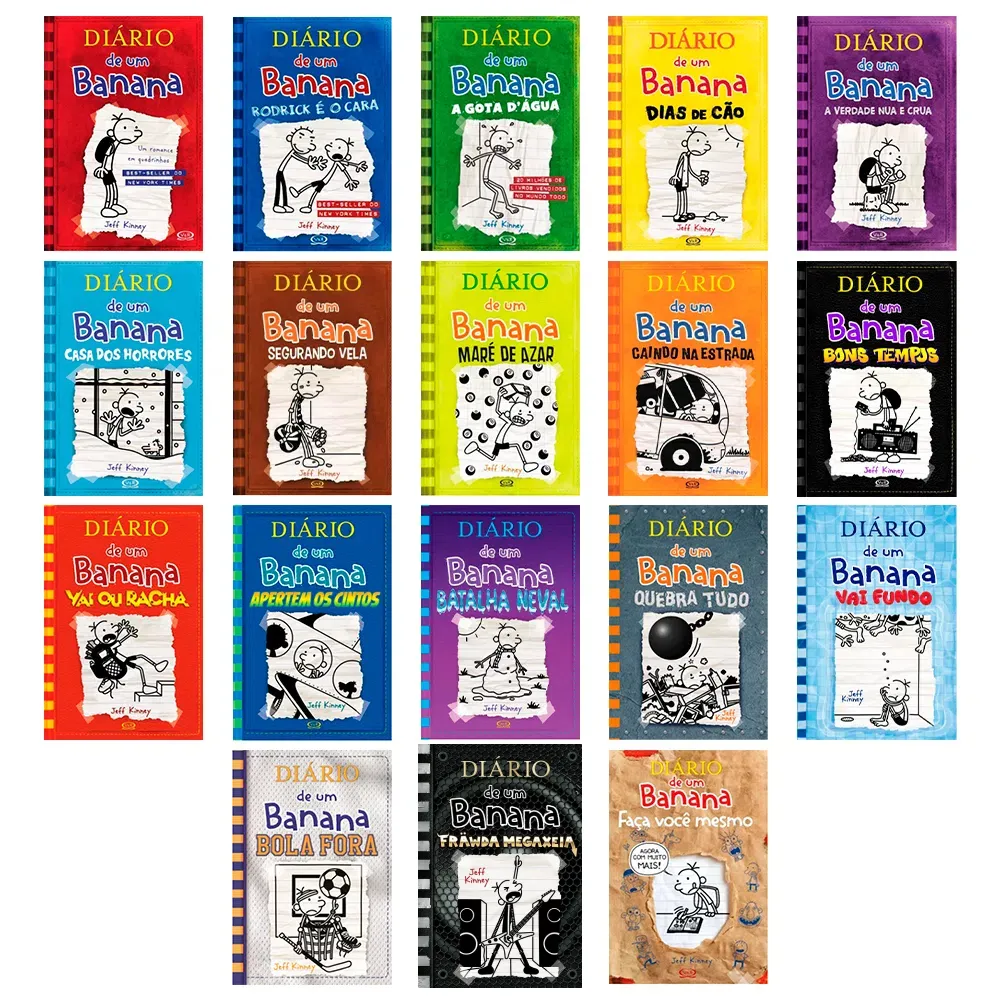 DIÁRIO
de um
Banana
Um romance
em quadrinhos
BEST-SELLER DO
NEW YORK TIMES
Jeff Kinney
V&R
DIÁRIO
de um
Banana
RODRICK É O CARA
BEST-SELLER DO
NEW YORK TIMES
Jeff Kinney
V&R
DIÁRIO
de um
Banana
A GOTA D'ÁGUA
20 MILHÕES DE
LIVROS VENDIDOS
NO MUNDO TODO
Jeff Kinney
V&R
DIÁRIO
de um
Banana
DIAS DE CÃO
Jeff Kinney
V&R
DIÁRIO
de um
Banana
A VERDADE NUA E CRUA
Jeff Kinney
V&R
DIÁRIO
de um
Banana
CASA DOS HORRORES
Jeff Kinney
V&R
DIÁRIO
de um
Banana
SEGURANDO VELA
Jeff Kinney
V&R
DIÁRIO
de um
Banana
MARÉ DE AZAR
Jeff Kinney
V&R
DIÁRIO
de um
Banana
CAINDO NA ESTRADA
Jeff Kinney
V&R
DIÁRIO
de um
Banana
BONS TEMPOS
Jeff Kinney
V&R
DIÁRIO
de um
Banana
VAI OU RACHA
Jeff Kinney
V&R
DIÁRIO
de um
Banana
APERTEM OS CINTOS
Jeff Kinney
V&R
DIÁRIO
de um
Banana
BATALHA NEVAL
Jeff Kinney
V&R
DIÁRIO
de um
Banana
QUEBRA TUDO
Jeff
Kinney
V&R
DIÁRIO
de um
Banana
VAI FUNDO
Jeff
Kinney
DIÁRIO
de um
Banana
BOLA FORA
Jeff Kinney
DIÁRIO
de um
Banana
FRÄWDA MEGAXEIA
Jeff
Kinney
DIÁRIO
de um
Banana
Faça você mesmo
AGORA
COM MUITO
MAIS!
Jeff Kinney
V&R